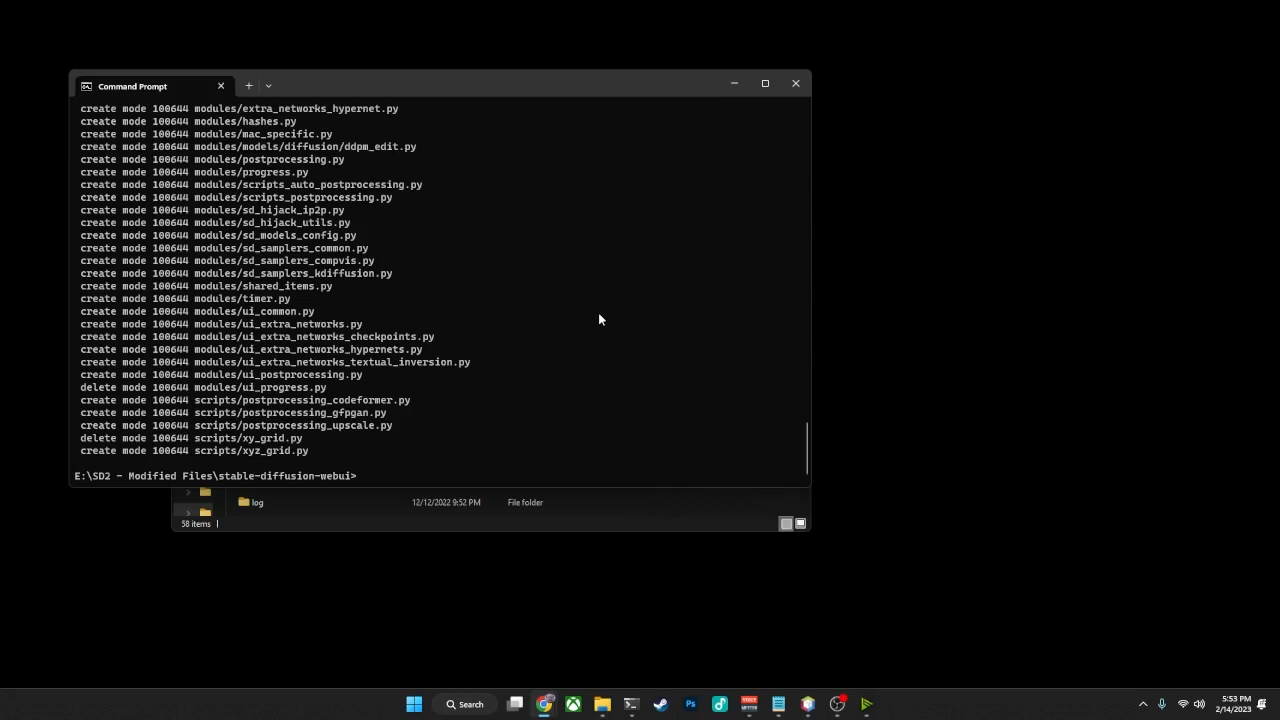 Command Prompt
create mode 100644 modules/extra_networks_hypernet.py
create mode 100644 modules/hashes.py
create mode 100644 modules/mac_specific.py
create mode 100644 modules/models/diffusion/ddpm_edit.py
create mode 100644 modules/postprocessing.py
create mode 100644 modules/progress.py
create mode 100644 modules/scripts_auto_postprocessing.py
create mode 100644 modules/scripts_postprocessing.py
create mode 100644 modules/sd_hijack_ip2p.py
create mode 100644 modules/sd_hijack_utils.py
create mode 100644 modules/sd_models_config.py
create mode 100644 modules/sd_samplers_common.py
create mode 100644 modules/sd_samplers_compvis.py
create mode 100644 modules/sd_samplers_kdiffusion.py
create mode 100644 modules/shared_items.py
create mode 100644 modules/timer.py
create mode 100644 modules/ui_common.py
create mode 100644 modules/ui_extra_networks.py
create mode 100644 modules/ui_extra_networks_checkpoints.py
create mode 100644 modules/ui_extra_networks_hypernets.py
create mode 100644 modules/ui_extra_networks_textual_inversion.py
create mode 100644 modules/ui_postprocessing.py
delete mode 100644 modules/ui_progress.py
create mode 100644 scripts/postprocessing_codeformer.py
create mode 100644 scripts/postprocessing_gfpgan.py
create mode 100644 scripts/postprocessing_upscale.py
delete mode 100644 scripts/xy_grid.py
create mode 100644 scripts/xyz_grid.py
E:\SD2 - Modified Files\stable-diffusion-webui>
log 12/12/2022 9:52 PM File folder
58 items
Search
Ps
5:53 PM
2/14/2023